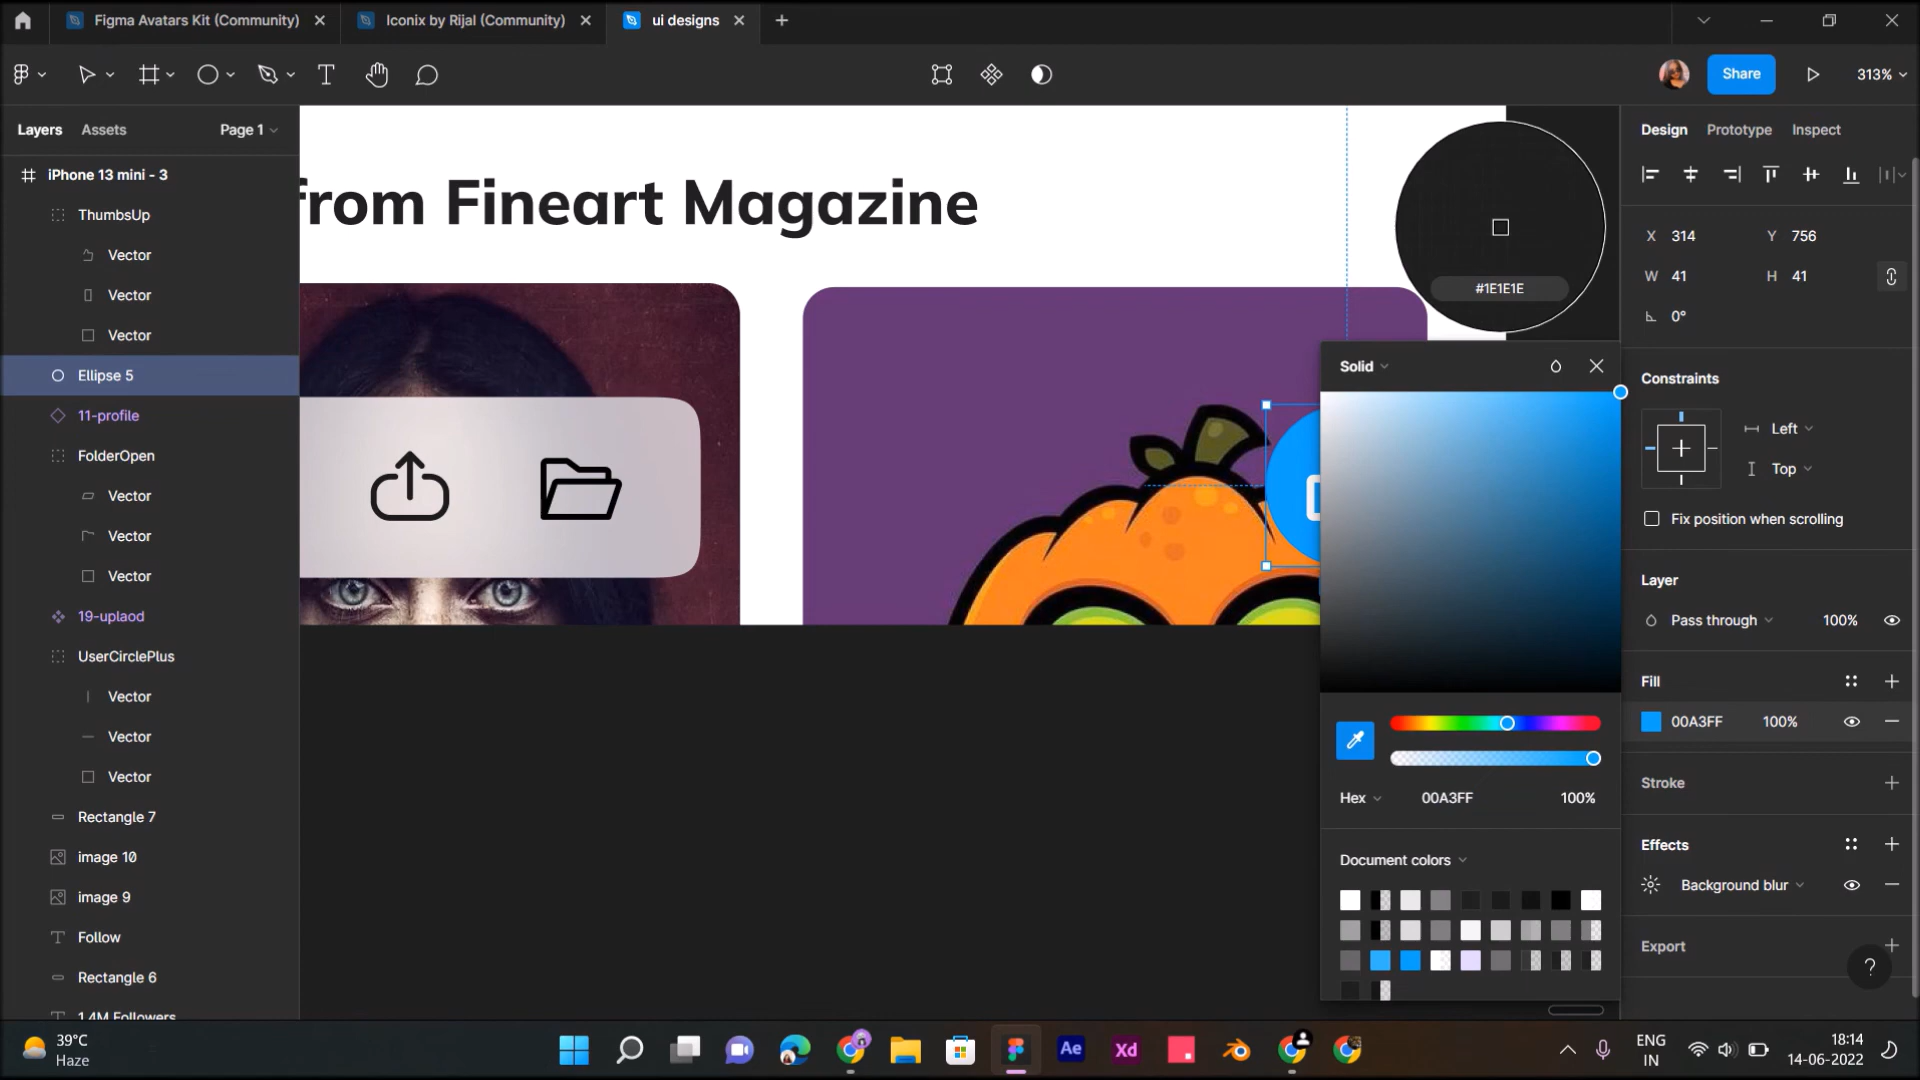 Figma Avatars Kit (Community)
Iconix by Rijal (Community)
ui designs
Share
313%
Layers
Assets
Page 1
iPhone 13 mini - 3
ThumbsUp
Vector
Vector
Vector
Ellipse 5
11-profile
FolderOpen
Vector
Vector
Vector
19-uplaod
UserCirclePlus
Vector
Vector
Vector
Rectangle 7
image 10
image 9
Follow
Rectangle 6
1.4M Followers
from Fineart Magazine
#1E1E1E
Solid
Hex
00A3FF
100%
Document colors
Design
Prototype
Inspect
X 314
Y 756
W 41
H 41
0°
Constraints
Left
Top
Fix position when scrolling
Layer
Pass through
100%
Fill
00A3FF
100%
Stroke
Effects
Background blur
Export
?
39°C
Haze
Ae
Xd
ENG
IN
18:14
14-06-2022